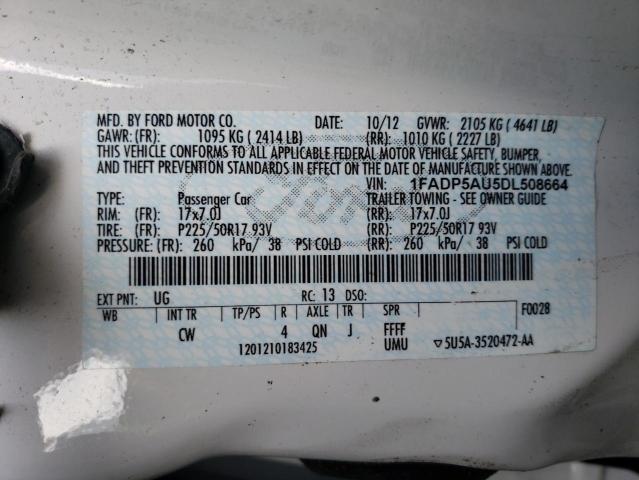 MFD. BY FORD MOTOR CO. 10/12 GVWR: 2105 KG ( 4641 LB)
GAWR: (FR): 1095 KG ( 2414 LB) (RR): 1010 KG ( 2227 LB)
THIS VEHICLE CONFORMS TO ALL APPLICABLE FEDERAL MOTOR VEHICLE SAFETY, BUMPER,
AND THEFT PREVENTION STANDARDS IN EFFECT ON THE DATE OF MANUFACTURE SHOWN ABOVE.
VIN: 1FADP5AU5DL508664
TYPE: Passenger Car TRAILER TOWING - SEE OWNER GUIDE
RIM: (FR): 17x7.0J (RR): 17x7.0J
TIRE: (FR): P225/50R17 93V (RR): P225/50R17 93V
PRESSURE: (FR): 260 kPa/ 38 PSI COLD (RR): 260 kPa/ 38 PSI COLD
EXT PNT: UG RC: 13 DSO: F0028
WB INT TR TP/PS R AXLE TR SPR
CW 4 QN J FFFF
1201210183425 UMU ▽5U5A-3520472-AA
Ford